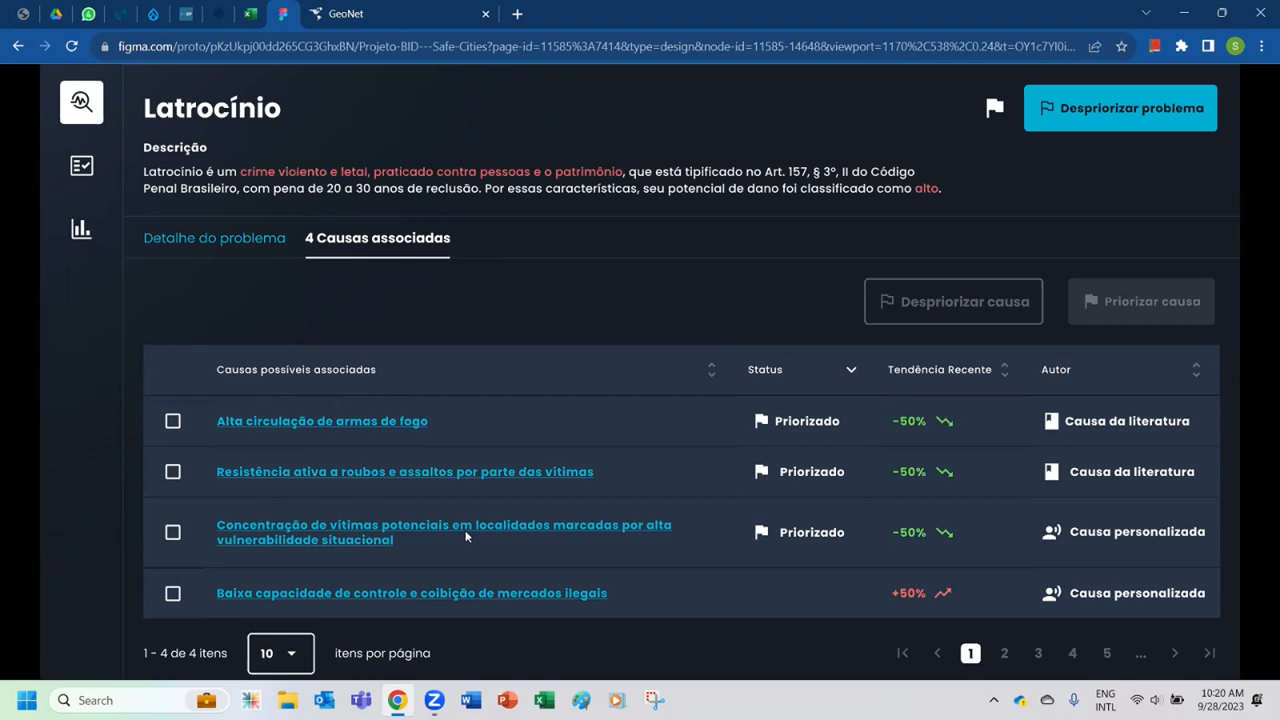 GeoNet
figma.com/proto/pKzUkpj00dd265CG3GhxBN/Projeto-BID---Safe-Cities?page-id=11585%3A7414&type=design&node-id=11585-14648&viewport=1170%2C538%2C0.24&t=OY1c7Yl0i...
S
Latrocínio
Despriorizar problema
Descrição
Latrocínio é um crime violento e letal, praticado contra pessoas e o patrimônio, que está tipificado no Art. 157, § 3º, II do Código
Penal Brasileiro, com pena de 20 a 30 anos de reclusão. Por essas características, seu potencial de dano foi classificado como alto.
Detalhe do problema
4 Causas associadas
Despriorizar causa
Priorizar causa
Causas possíveis associadas
Status
Tendência Recente
Autor
Alta circulação de armas de fogo
Priorizado
-50%
Causa da literatura
Resistência ativa a roubos e assaltos por parte das vítimas
Priorizado
-50%
Causa da literatura
Concentração de vítimas potenciais em localidades marcadas por alta
vulnerabilidade situacional
Priorizado
-50%
Causa personalizada
Baixa capacidade de controle e coibição de mercados ilegais
+50%
Causa personalizada
1 - 4 de 4 itens
10
itens por página
1
2
3
4
5
...
Search
ENG
INTL
10:20 AM
9/28/2023